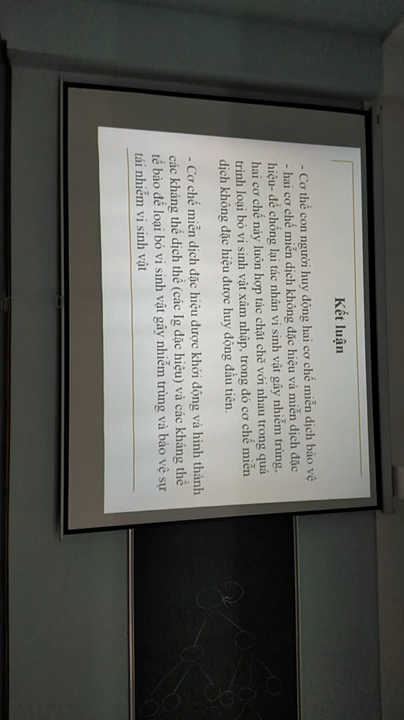 Kết luận
- Cơ thể con người huy động hai cơ chế miễn dịch bảo vệ
- hai cơ chế miễn dịch không đặc hiệu và miễn dịch đặc
hiệu- để chống lại tác nhân vi sinh vật gây nhiễm trùng,
hai cơ chế này luôn hợp tác chặt chẽ với nhau trong quá
trình loại bỏ vi sinh vật xâm nhập, trong đó cơ chế miễn
dịch không đặc hiệu được huy động đầu tiên.
- Cơ chế miễn dịch đặc hiệu được khởi động và hình thành
các kháng thể dịch thể (các Ig đặc hiệu) và các kháng thể
tế bào để loại bỏ vi sinh vật gây nhiễm trùng và bảo vệ sự
tái nhiễm vi sinh vật